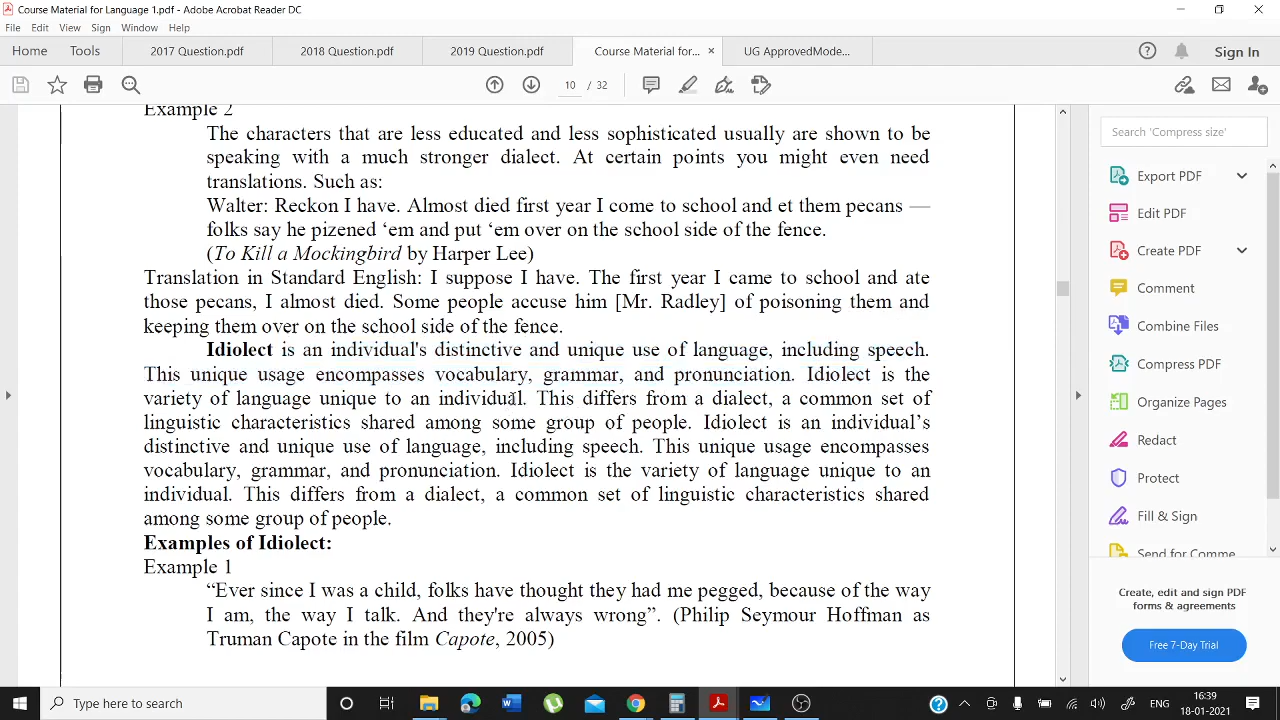 Course Material for Language 1.pdf - Adobe Acrobat Reader DC
File Edit View Sign Window Help
Home Tools 2017 Question.pdf 2018 Question.pdf 2019 Question.pdf Course Material for... × UG ApprovedMode... Sign In
10 / 32
Example 2
The characters that are less educated and less sophisticated usually are shown to be
speaking with a much stronger dialect. At certain points you might even need
translations. Such as:
Walter: Reckon I have. Almost died first year I come to school and et them pecans —
folks say he pizened ‘em and put ‘em over on the school side of the fence.
(To Kill a Mockingbird by Harper Lee)
Translation in Standard English: I suppose I have. The first year I came to school and ate
those pecans, I almost died. Some people accuse him [Mr. Radley] of poisoning them and
keeping them over on the school side of the fence.
Idiolect is an individual's distinctive and unique use of language, including speech.
This unique usage encompasses vocabulary, grammar, and pronunciation. Idiolect is the
variety of language unique to an individual. This differs from a dialect, a common set of
linguistic characteristics shared among some group of people. Idiolect is an individual’s
distinctive and unique use of language, including speech. This unique usage encompasses
vocabulary, grammar, and pronunciation. Idiolect is the variety of language unique to an
individual. This differs from a dialect, a common set of linguistic characteristics shared
among some group of people.
Examples of Idiolect:
Example 1
“Ever since I was a child, folks have thought they had me pegged, because of the way
I am, the way I talk. And they're always wrong”. (Philip Seymour Hoffman as
Truman Capote in the film Capote, 2005)
Search 'Compress size'
Export PDF
Edit PDF
Create PDF
Comment
Combine Files
Compress PDF
Organize Pages
Redact
Protect
Fill & Sign
Send for Comme
Create, edit and sign PDF
forms & agreements
Free 7-Day Trial
Type here to search
ENG
16:39
18-01-2021